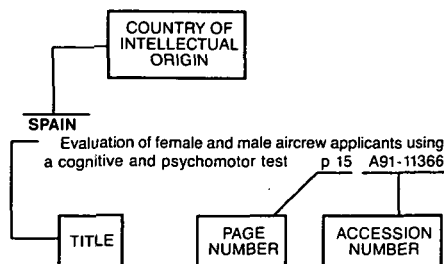 COUNTRY OF
INTELLECTUAL
ORIGIN
SPAIN
Evaluation of female and male aircrew applicants using
a cognitive and psychomotor test p 15 A91-11366
TITLE
PAGE
NUMBER
ACCESSION
NUMBER